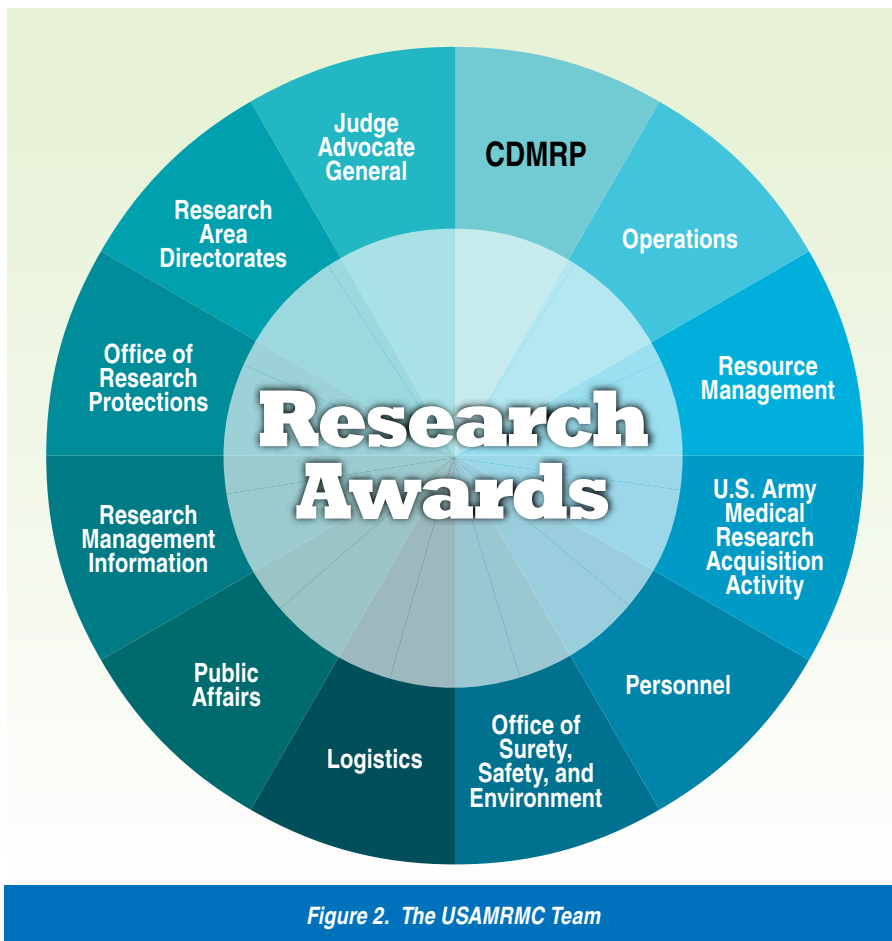 CDMRP
Operations
Resource
Management
U.S. Army
Medical
Research
Acquisition
Activity
Personnel
Office of
Surety,
Safety, and
Environment
Logistics
Public
Affairs
Research
Management
Information
Office of
Research
Protections
Research
Area
Directorates
Judge
Advocate
General
Research
Awards
Figure 2. The USAMRMC Team